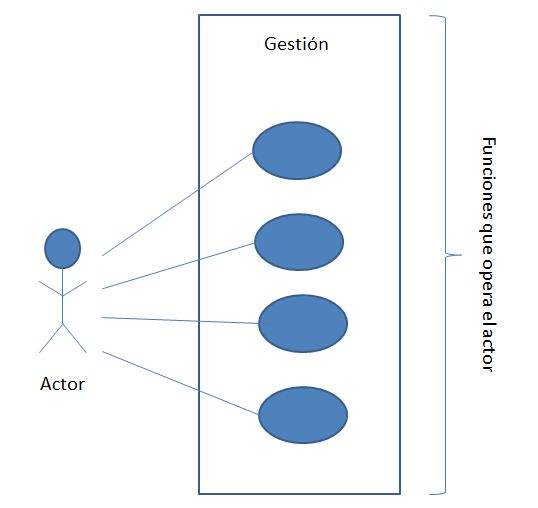 Gestión
Actor
Funciones que opera el actor